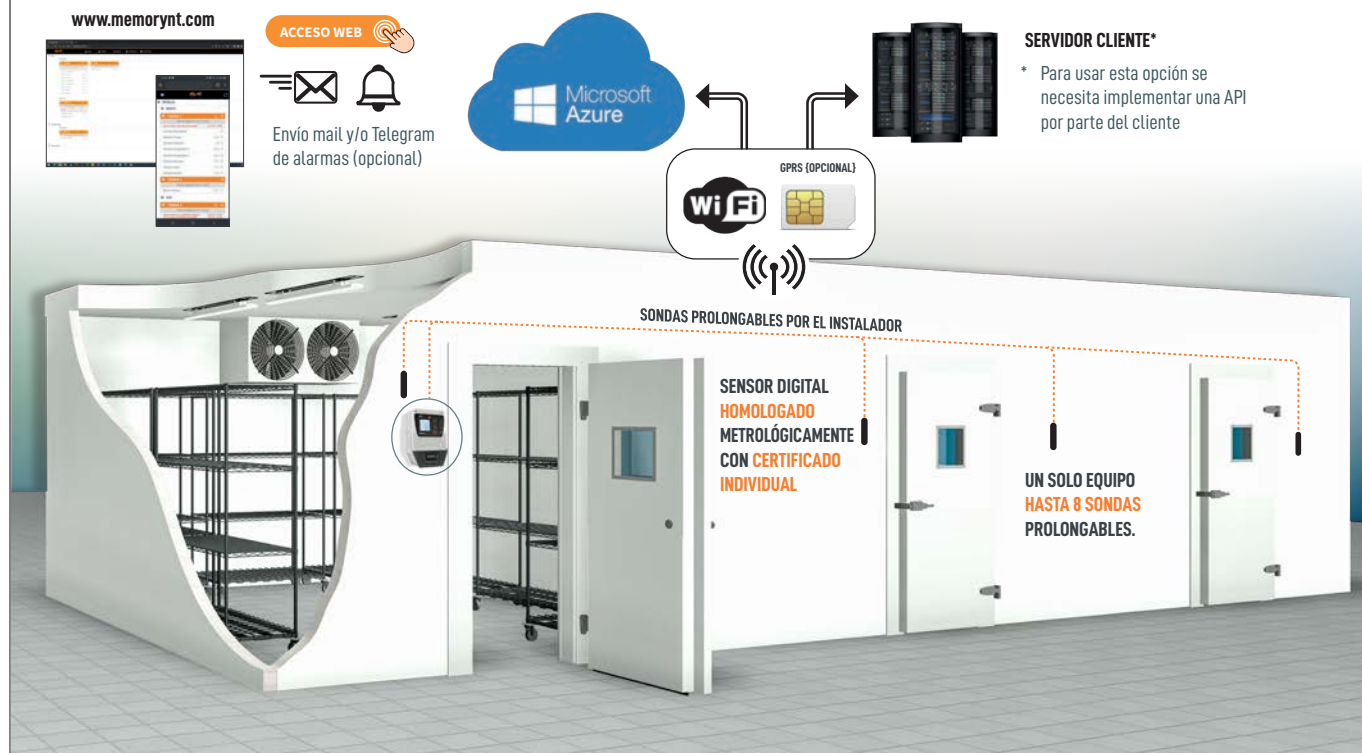 www.memorynt.com
ACCESO WEB
Envío mail y/o Telegram
de alarmas (opcional)
Microsoft
Azure
SERVIDOR CLIENTE*
* Para usar esta opción se
necesita implementar una API
por parte del cliente
GPRS {OPCIONAL}
WiFi
SONDAS PROLONGABLES POR EL INSTALADOR
SENSOR DIGITAL
HOMOLOGADO
METROLÓGICAMENTE
CON CERTIFICADO
INDIVIDUAL
UN SOLO EQUIPO
HASTA 8 SONDAS
PROLONGABLES.